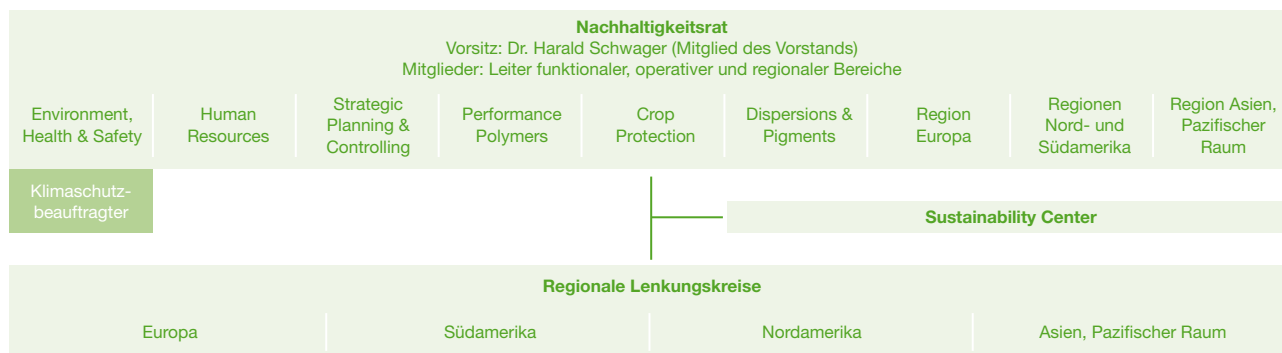 Nachhaltigkeitsrat
Vorsitz: Dr. Harald Schwager (Mitglied des Vorstands)
Mitglieder: Leiter funktionaler, operativer und regionaler Bereiche
Environment,
Health & Safety
Human
Resources
Strategic
Planning &
Controlling
Performance
Polymers
Crop
Protection
Dispersions &
Pigments
Region
Europa
Regionen
Nord- und
Südamerika
Region Asien,
Pazifischer
Raum
Klimaschutz-
beauftragter
Sustainability Center
Regionale Lenkungskreise
Europa
Südamerika
Nordamerika
Asien, Pazifischer Raum